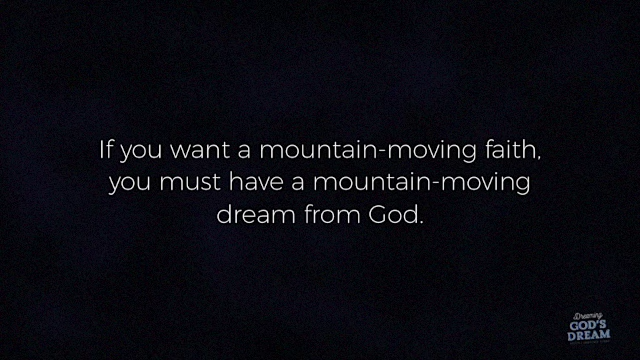 If you want a mountain-moving faith,
you must have a mountain-moving
dream from God.
Dreaming
GOD'S
DREAM